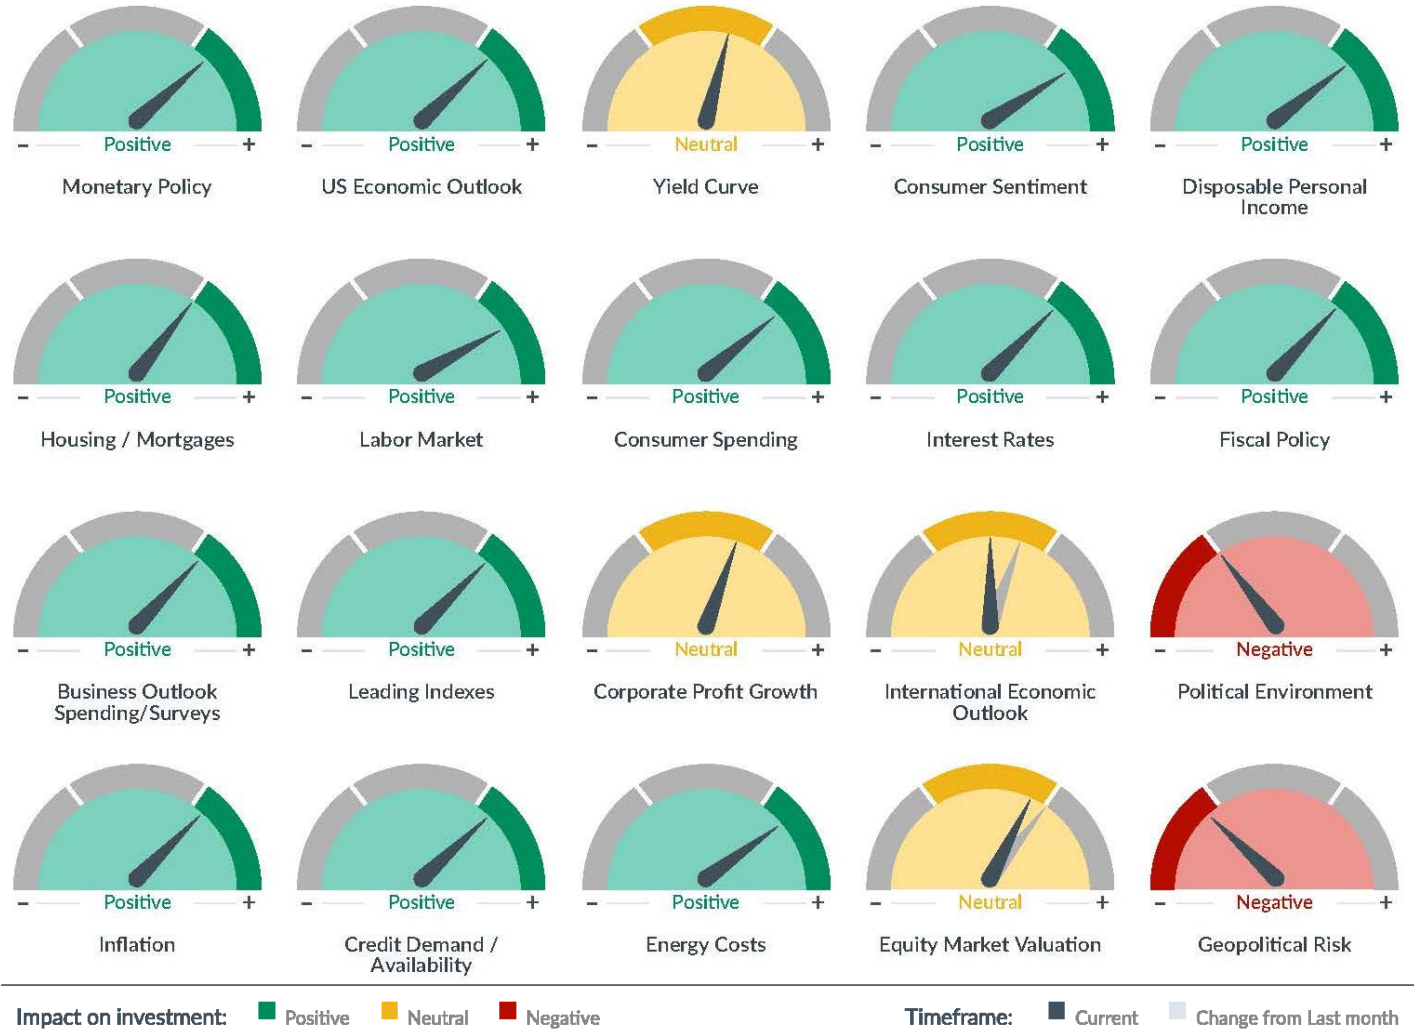 - Positive +
- Positive +
- Neutral +
- Positive +
- Positive +
Monetary Policy
US Economic Outlook
Yield Curve
Consumer Sentiment
Disposable Personal
Income
- Positive +
- Positive +
- Positive +
- Positive +
- Positive +
Housing / Mortgages
Labor Market
Consumer Spending
Interest Rates
Fiscal Policy
- Positive +
- Positive +
- Neutral +
- Neutral +
- Negative +
Business Outlook
Spending/Surveys
Leading Indexes
Corporate Profit Growth
International Economic
Outlook
Political Environment
- Positive +
- Positive +
- Positive +
- Neutral +
- Negative +
Inflation
Credit Demand /
Availability
Energy Costs
Equity Market Valuation
Geopolitical Risk
Impact on investment: Positive Neutral Negative
Timeframe: Current Change from Last month